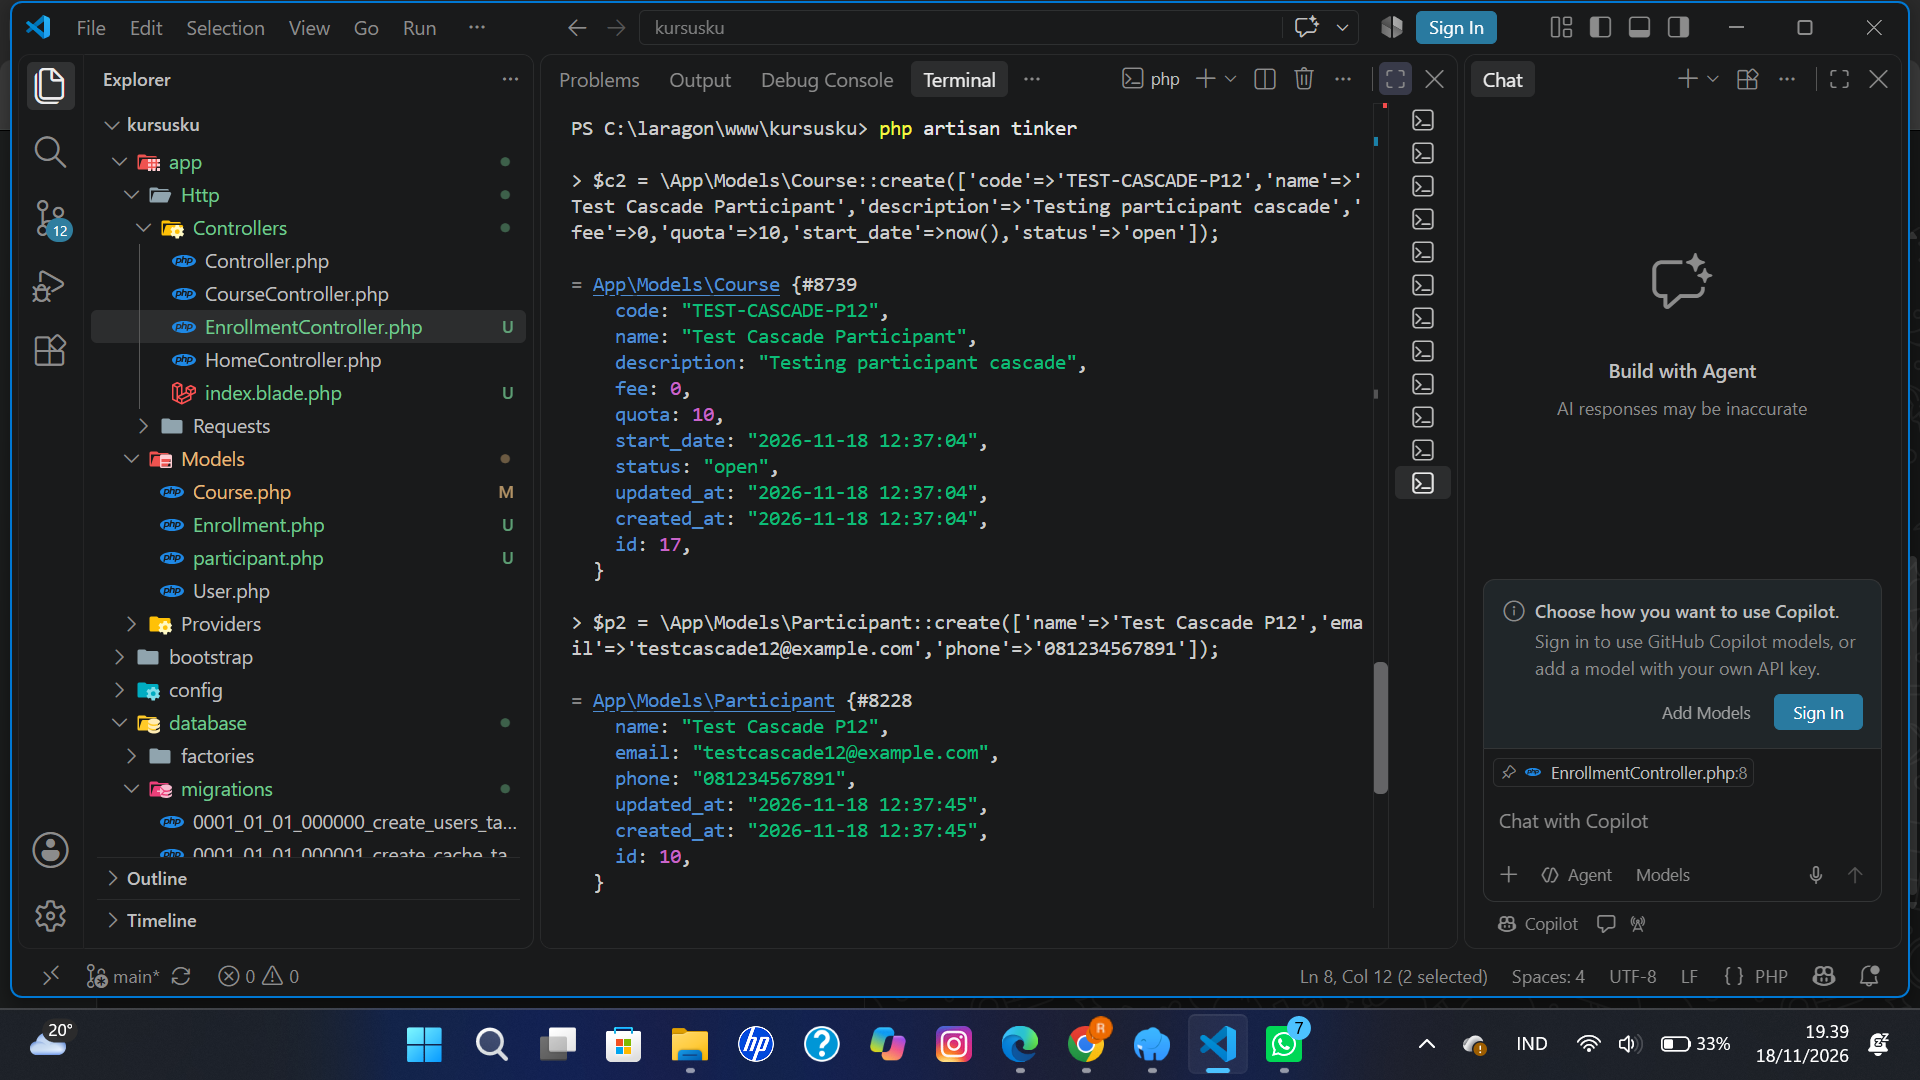 File Edit Selection View Go Run ··· kursusku Sign In
Explorer
kursusku
app
Http
Controllers
Controller.php
CourseController.php
EnrollmentController.php U
HomeController.php
index.blade.php U
Requests
Models
Course.php M
Enrollment.php U
participant.php U
User.php
Providers
bootstrap
config
database
factories
migrations
0001_01_01_000000_create_users_ta...
0001_01_01_000001_create_cache_ta...
Outline
Timeline
12
Problems Output Debug Console Terminal ··· php
PS C:\laragon\www\kursusku> php artisan tinker
> $c2 = \App\Models\Course::create(['code'=>'TEST-CASCADE-P12','name'=>'
Test Cascade Participant','description'=>'Testing participant cascade','
fee'=>0,'quota'=>10,'start_date'=>now(),'status'=>'open']);
= App\Models\Course {#8739
code: "TEST-CASCADE-P12",
name: "Test Cascade Participant",
description: "Testing participant cascade",
fee: 0,
quota: 10,
start_date: "2026-11-18 12:37:04",
status: "open",
updated_at: "2026-11-18 12:37:04",
created_at: "2026-11-18 12:37:04",
id: 17,
}
> $p2 = \App\Models\Participant::create(['name'=>'Test Cascade P12','ema
il'=>'testcascade12@example.com','phone'=>'081234567891']);
= App\Models\Participant {#8228
name: "Test Cascade P12",
email: "testcascade12@example.com",
phone: "081234567891",
updated_at: "2026-11-18 12:37:45",
created_at: "2026-11-18 12:37:45",
id: 10,
}
Chat
Build with Agent
AI responses may be inaccurate
Choose how you want to use Copilot.
Sign in to use GitHub Copilot models, or
add a model with your own API key.
Add Models Sign In
EnrollmentController.php:8
Chat with Copilot
Agent Models
Copilot
main* 0 0 Ln 8, Col 12 (2 selected) Spaces: 4 UTF-8 LF { } PHP
20° hp ? R 7 IND 33% 19.39
18/11/2026